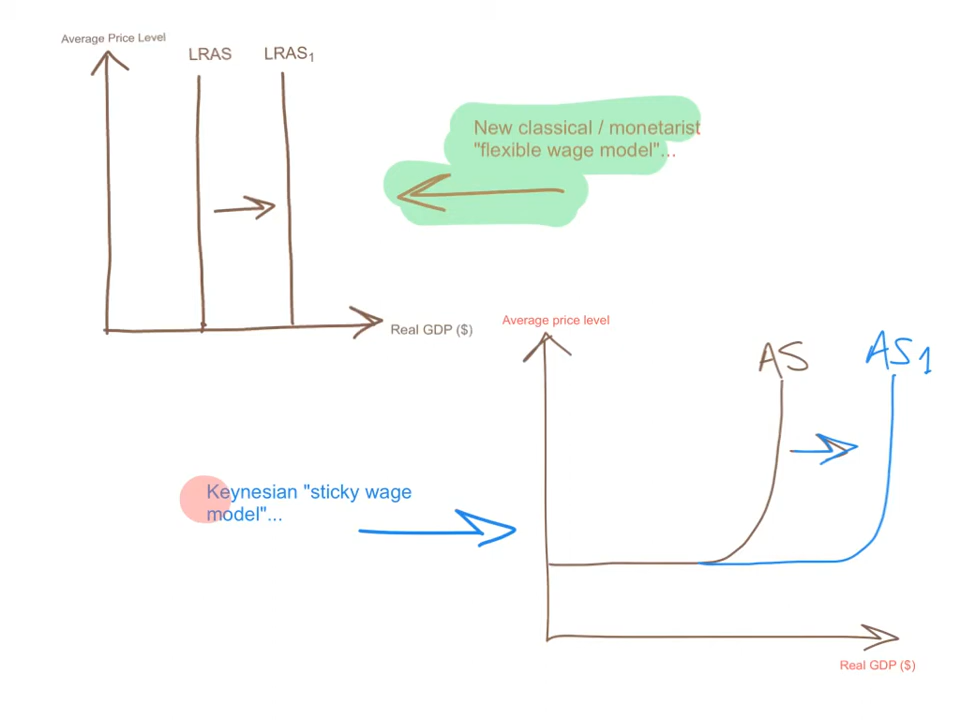 Average Price Level
LRAS
LRAS₁
New classical / monetarist
"flexible wage model"...
Real GDP ($)
Average price level
AS
AS1
Keynesian "sticky wage
model"...
Real GDP ($)